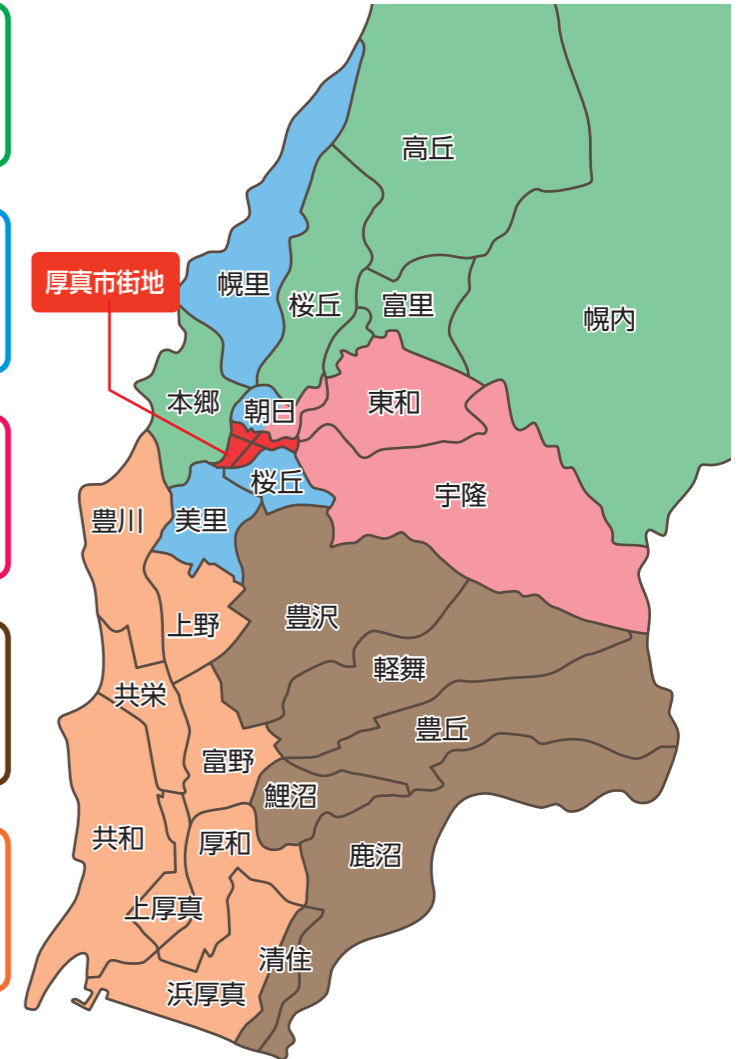 高丘
厚真市街地
幌里
桜丘
富里
幌内
本郷
朝日
東和
桜丘
宇隆
豊川
美里
上野
豊沢
軽舞
共栄
豊丘
富野
鯉沼
共和
厚和
鹿沼
上厚真
清住
浜厚真